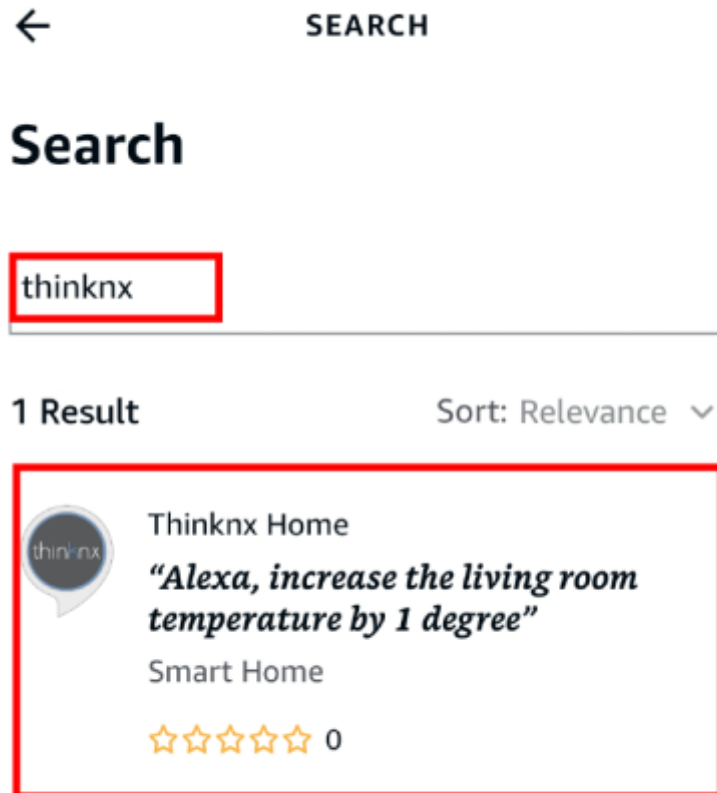 SEARCH
Search
thinknx
1 Result
Sort: Relevance
thinknx
Thinknx Home
“Alexa, increase the living room
temperature by 1 degree”
Smart Home
0